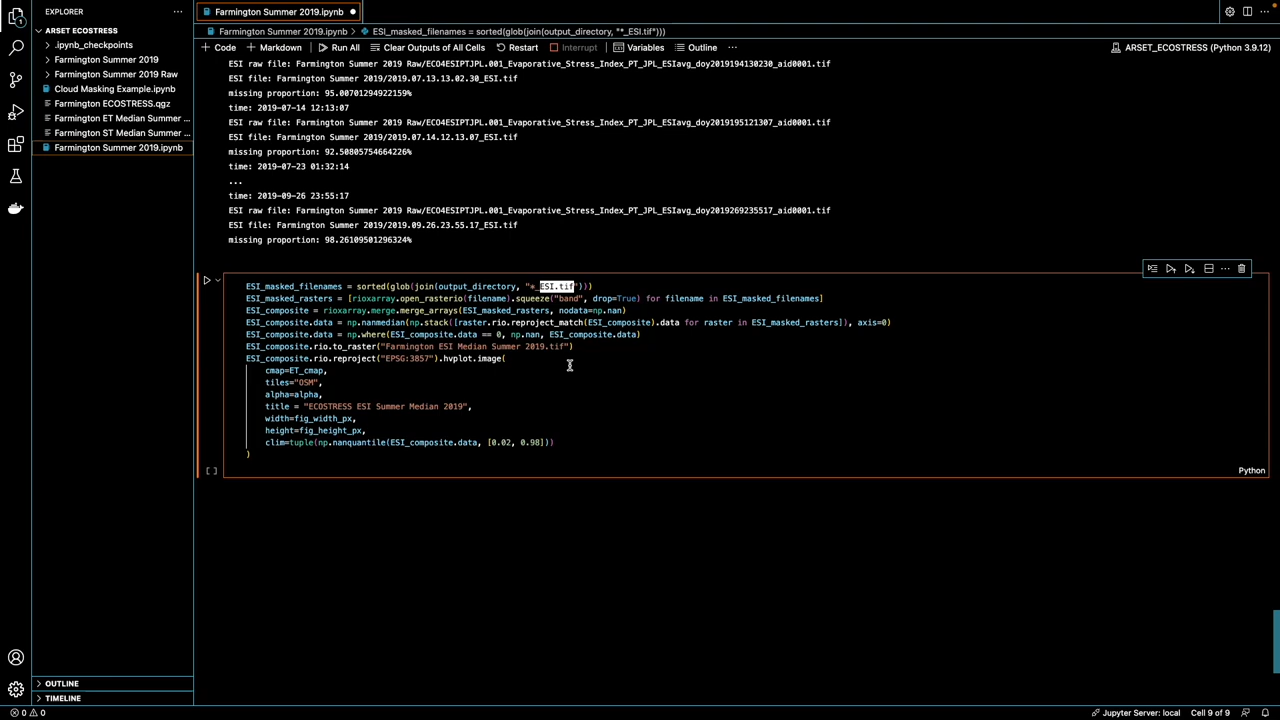 EXPLORER
ARSET ECOSTRESS
.ipynb_checkpoints
Farmington Summer 2019
Farmington Summer 2019 Raw
Cloud Masking Example.ipynb
Farmington ECOSTRESS.qgz
Farmington ET Median Summer ...
Farmington ST Median Summer ...
Farmington Summer 2019.ipynb
OUTLINE
TIMELINE
Farmington Summer 2019.ipynb
Farmington Summer 2019.ipynb > ESI_masked_filenames = sorted(glob(join(output_directory, "*_ESI.tif")))
+ Code + Markdown Run All Clear Outputs of All Cells Restart Interrupt Variables Outline ... ARSET_ECOSTRESS (Python 3.9.12)
ESI raw file: Farmington Summer 2019 Raw/ECO4ESIPTJPL.001_Evaporative_Stress_Index_PT_JPL_ESIavg_doy2019194130230_aid0001.tif
ESI file: Farmington Summer 2019/2019.07.13.13.02.30_ESI.tif
missing proportion: 95.00701294922159%
time: 2019-07-14 12:13:07
ESI raw file: Farmington Summer 2019 Raw/ECO4ESIPTJPL.001_Evaporative_Stress_Index_PT_JPL_ESIavg_doy2019195121307_aid0001.tif
ESI file: Farmington Summer 2019/2019.07.14.12.13.07_ESI.tif
missing proportion: 92.50805754664226%
time: 2019-07-23 01:32:14
...
time: 2019-09-26 23:55:17
ESI raw file: Farmington Summer 2019 Raw/ECO4ESIPTJPL.001_Evaporative_Stress_Index_PT_JPL_ESIavg_doy2019269235517_aid0001.tif
ESI file: Farmington Summer 2019/2019.09.26.23.55.17_ESI.tif
missing proportion: 98.26109501296324%
ESI_masked_filenames = sorted(glob(join(output_directory, "*_ESI.tif")))
ESI_masked_rasters = [rioxarray.open_rasterio(filename).squeeze("band", drop=True) for filename in ESI_masked_filenames]
ESI_composite = rioxarray.merge.merge_arrays(ESI_masked_rasters, nodata=np.nan)
ESI_composite.data = np.nanmedian(np.stack([raster.rio.reproject_match(ESI_composite).data for raster in ESI_masked_rasters]), axis=0)
ESI_composite.data = np.where(ESI_composite.data == 0, np.nan, ESI_composite.data)
ESI_composite.rio.to_raster("Farmington ESI Median Summer 2019.tif")
ESI_composite.rio.reproject("EPSG:3857").hvplot.image(
cmap=ET_cmap,
tiles="OSM",
alpha=alpha,
title = "ECOSTRESS ESI Summer Median 2019",
width=fig_width_px,
height=fig_height_px,
clim=tuple(np.nanquantile(ESI_composite.data, [0.02, 0.98]))
)
[ ]
Python
0 0
Jupyter Server: local Cell 9 of 9